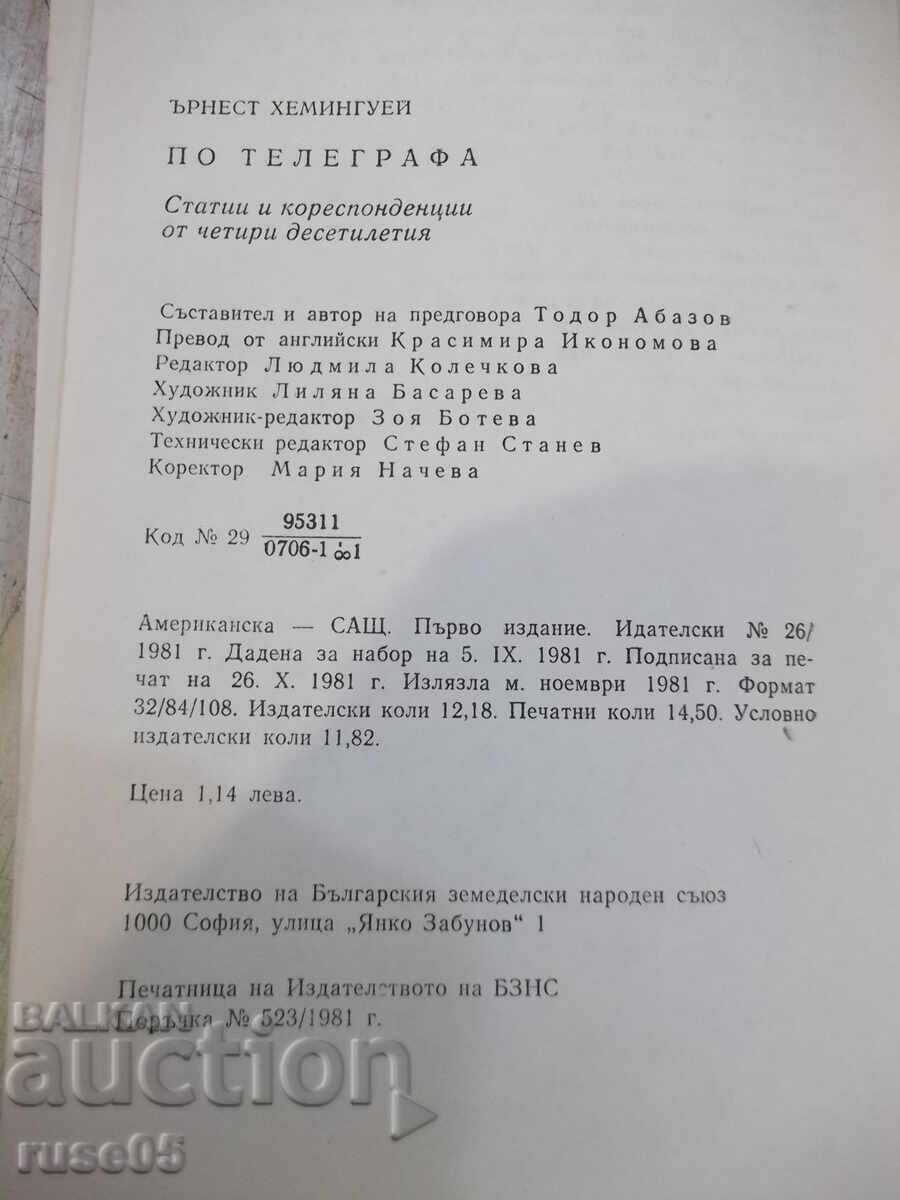 ЪРНЕСТ ХЕМИНГУЕЙ
ПО ТЕЛЕГРАФА
Статии и кореспонденции
от четири десетилетия
Съставител и автор на предговора Тодор Абазов
Превод от английски Красимира Икономова
Редактор Людмила Колечкова
Художник Лиляна Басарева
Художник-редактор Зоя Ботева
Технически редактор Стефан Станев
Коректор Мария Начева
95311
Код № 29
0706-1 ∞1
Американска — САЩ. Първо издание. Идателски № 26/
1981 г. Дадена за набор на 5. IX. 1981 г. Подписана за пе-
чат на 26. X. 1981 г. Излязла м. ноември 1981 г. Формат
32/84/108. Издателски коли 12,18. Печатни коли 14,50. Условно
издателски коли 11,82.
Цена 1,14 лева.
Издателство на Българския земеделски народен съюз
1000 София, улица „Янко Забунов" 1
Печатница на Издателството на БЗНС
Поръчка № 523/1981 г.
BALKAN
auction
ruse05